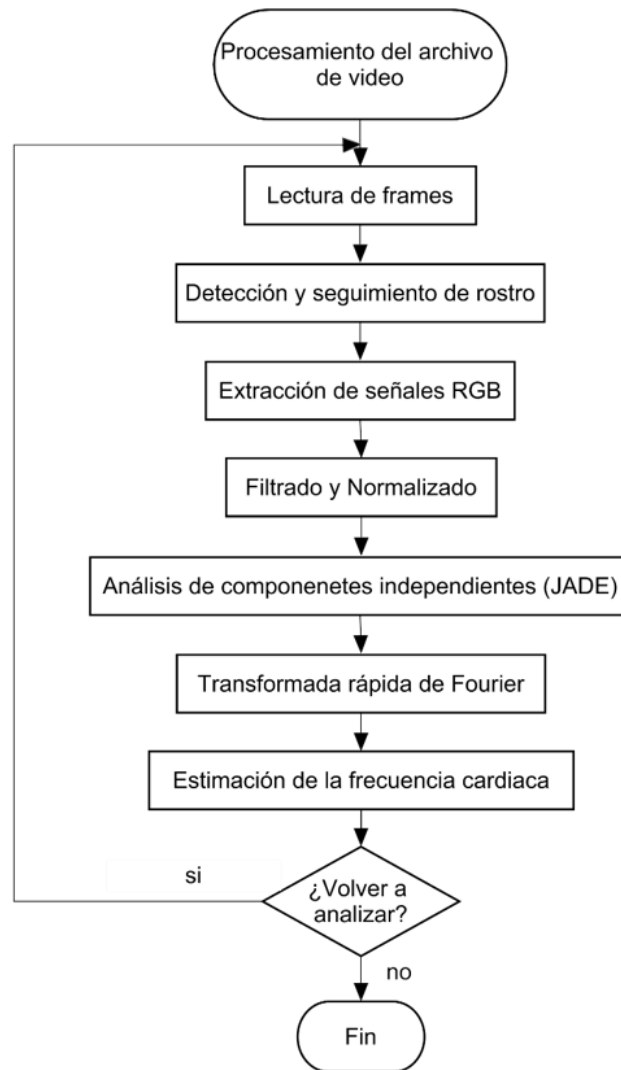 Procesamiento del archivo
de video
Lectura de frames
Detección y seguimiento de rostro
Extracción de señales RGB
Filtrado y Normalizado
Análisis de componenetes independientes (JADE)
Transformada rápida de Fourier
Estimación de la frecuencia cardiaca
si
¿Volver a
analizar?
no
Fin